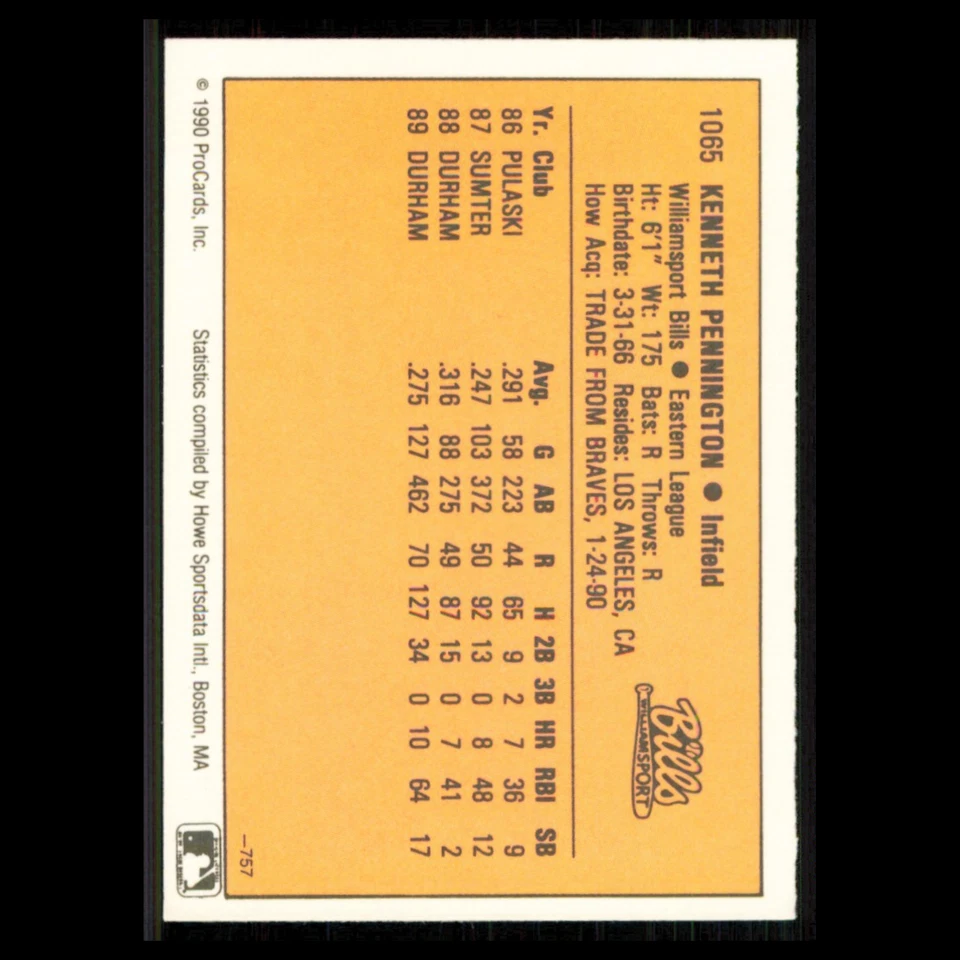 1065 KENNETH PENNINGTON ● Infield
Williamsport Bills ● Eastern League
Ht: 6'1" Wt: 175 Bats: R Throws: R
Birthdate: 3-31-66 Resides: LOS ANGELES, CA
How Acq: TRADE FROM BRAVES, 1-24-90
Bills
WILLIAMSPORT
Yr. Club Avg. G AB R H 2B 3B HR RBI SB
86 PULASKI .291 58 223 44 65 9 2 7 36 9
87 SUMTER .247 103 372 50 92 13 0 8 48 12
88 DURHAM .316 88 275 49 87 15 0 7 41 2
89 DURHAM .275 127 462 70 127 34 0 10 64 17
—757
© 1990 ProCards, Inc. Statistics compiled by Howe Sportsdata Intl., Boston, MA